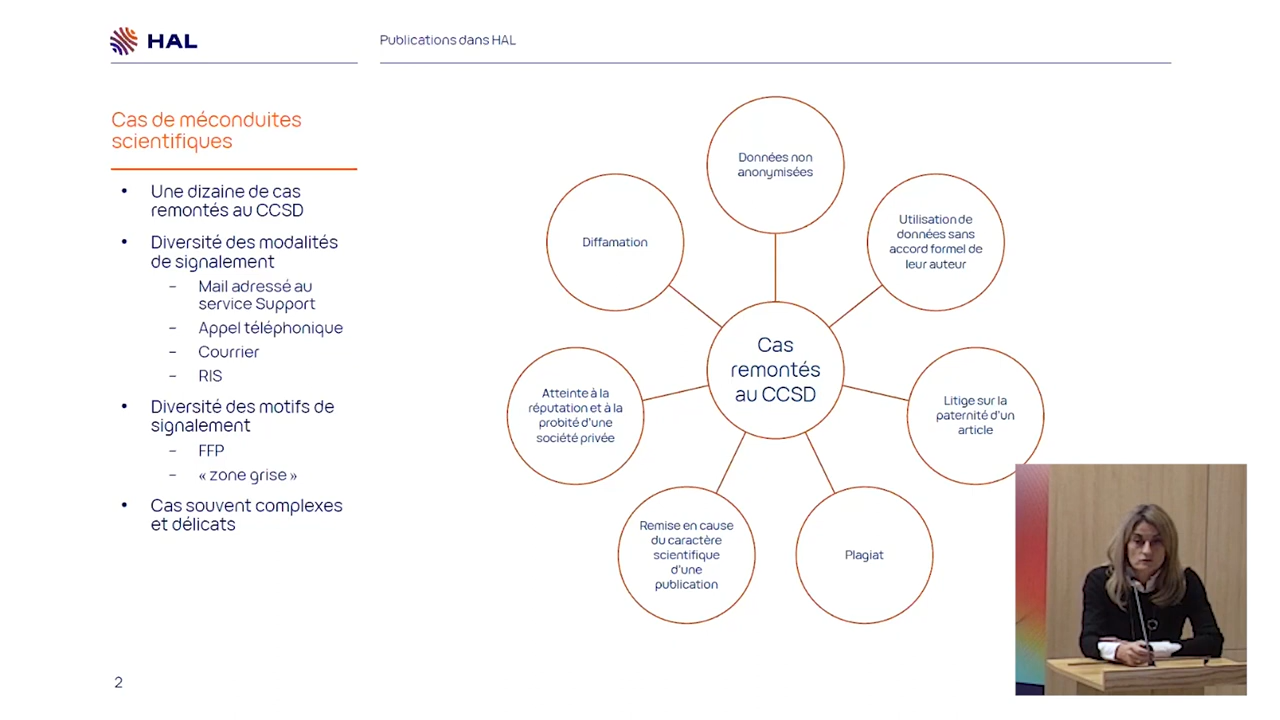 HAL
Publications dans HAL
Cas de méconduites
scientifiques
• Une dizaine de cas
remontés au CCSD
• Diversité des modalités
de signalement
– Mail adressé au
service Support
– Appel téléphonique
– Courrier
– RIS
• Diversité des motifs de
signalement
– FFP
– « zone grise »
• Cas souvent complexes
et délicats
Données non
anonymisées
Utilisation de
données sans
accord formel de
leur auteur
Litige sur la
paternité d'un
article
Plagiat
Remise en cause
du caractère
scientifique
d'une
publication
Atteinte à la
réputation et à la
probité d'une
société privée
Diffamation
Cas
remontés
au CCSD
2